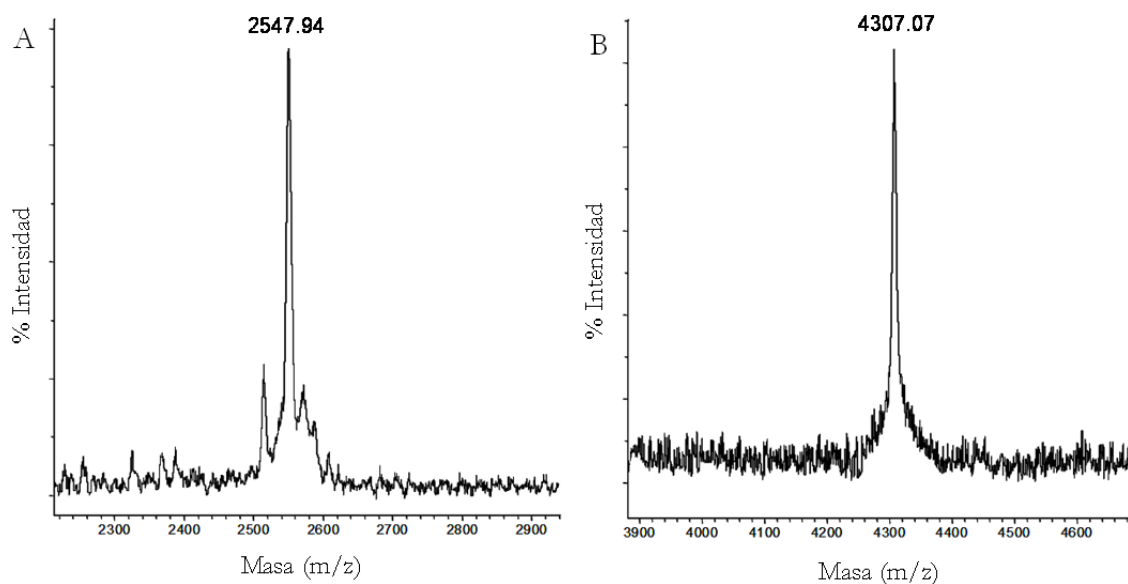 A
2547.94
% Intensidad
2300 2400 2500 2600 2700 2800 2900
Masa (m/z)
B
4307.07
% Intensidad
3900 4000 4100 4200 4300 4400 4500 4600
Masa (m/z)